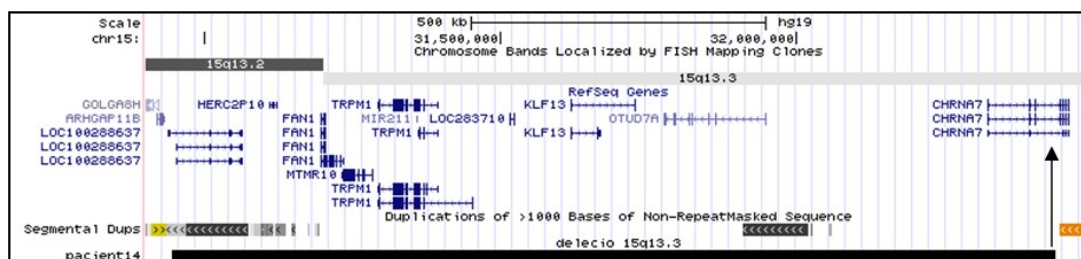 Scale 500 kb hg19
chr15: 31,500,000 32,000,000
Chromosome Bands Localized by FISH Mapping Clones
15q13.2
15q13.3
RefSeq Genes
GOLGA8H HERC2P10 TRPM1 KLF13 CHRNA7
ARHGAP11B FAN1 MIR211 LOC283710 OTUD7A CHRNA7
LOC100288637 FAN1 TRPM1 KLF13 CHRNA7
LOC100288637 FAN1
LOC100288637 FAN1
MTMR10
TRPM1
TRPM1
Duplications of >1000 Bases of Non-RepeatMasked Sequence
Segmental Dups
delecio 15q13.3
pacient14